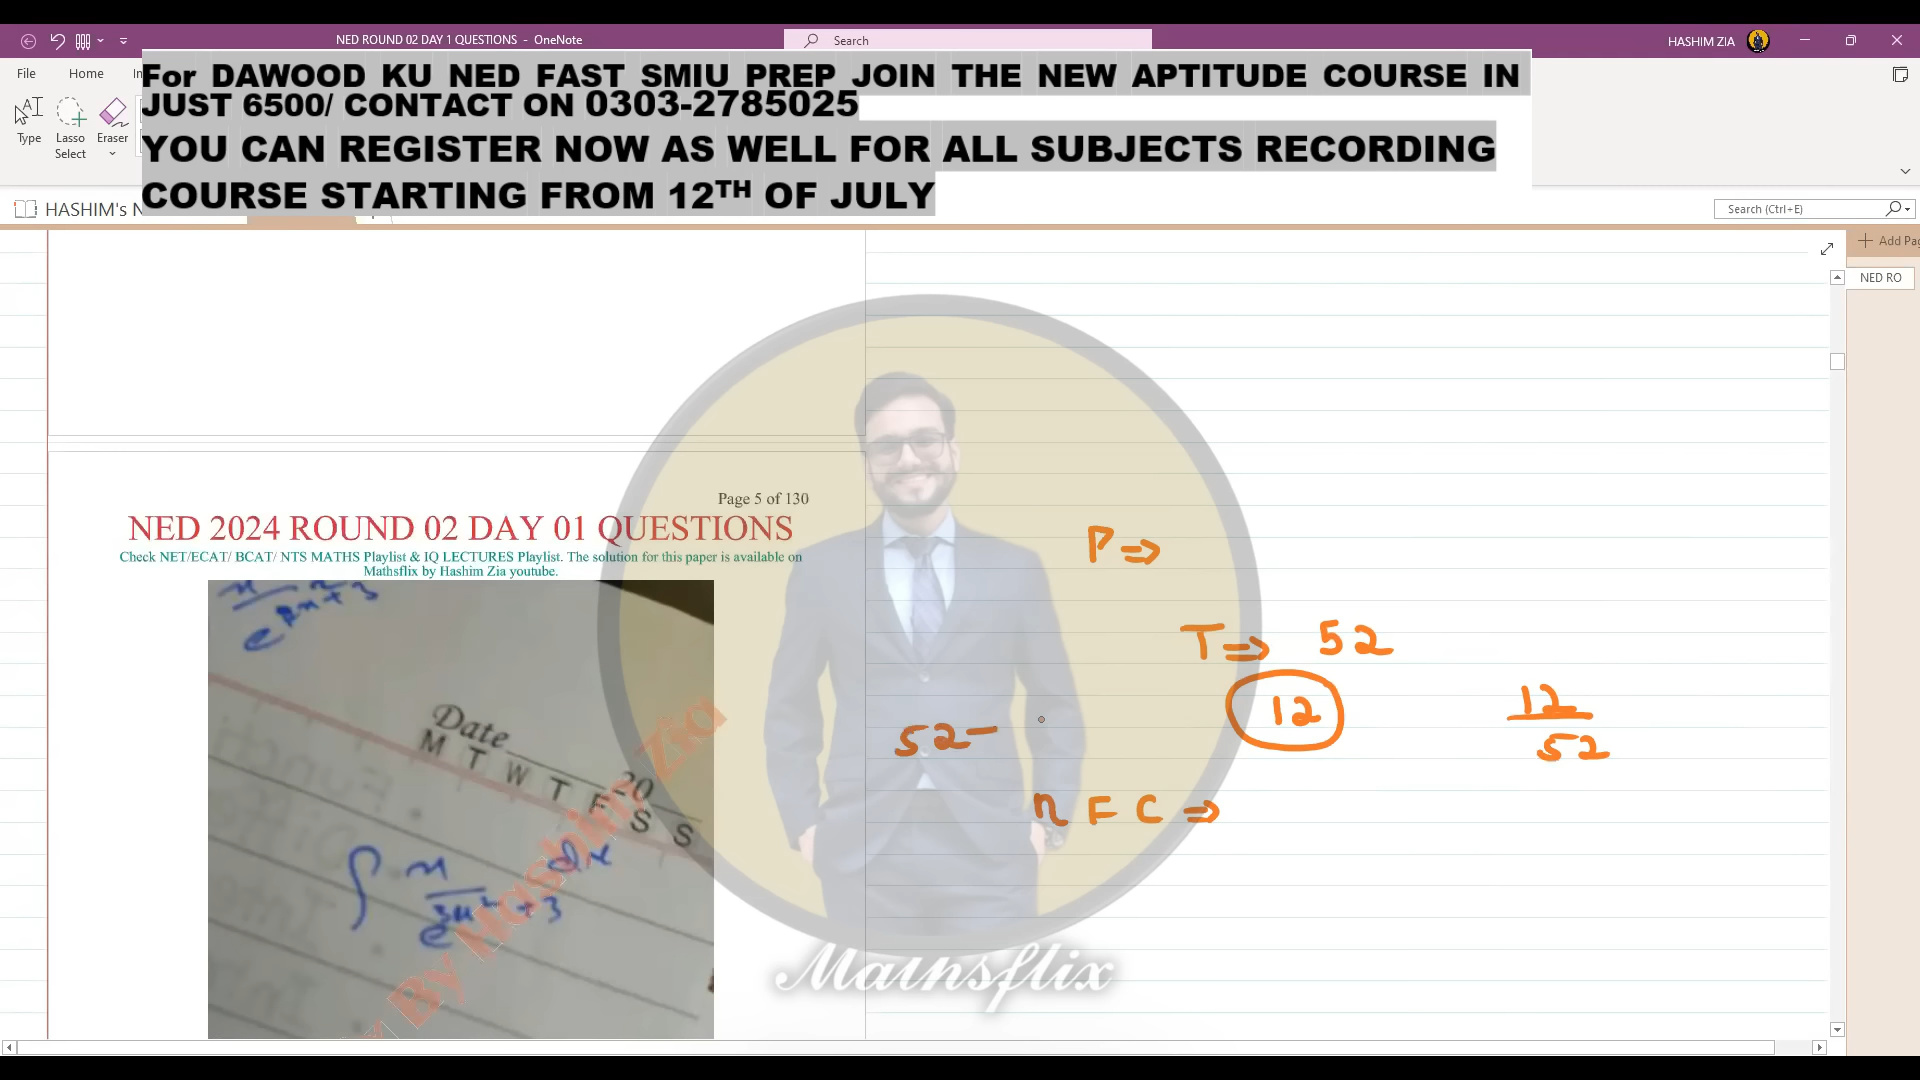 NED ROUND 02 DAY 1 QUESTIONS - OneNote
Search
HASHIM ZIA
File
Home
For DAWOOD KU NED FAST SMIU PREP JOIN THE NEW APTITUDE COURSE IN
JUST 6500/ CONTACT ON 0303-2785025
YOU CAN REGISTER NOW AS WELL FOR ALL SUBJECTS RECORDING
COURSE STARTING FROM 12TH OF JULY
Type
Lasso
Select
Eraser
HASHIM's N
Search (Ctrl+E)
Add Pag
NED RO
Page 5 of 130
NED 2024 ROUND 02 DAY 01 QUESTIONS
Check NET/ECAT/ BCAT/ NTS MATHS Playlist & IQ LECTURES Playlist. The solution for this paper is available on
Mathsflix by Hashim Zia youtube.
Date 20
M T W T F S S
By Hashim Zia
P ⇒
T ⇒ 52
12
12
52
52 -
n F C ⇒
Mathsflix